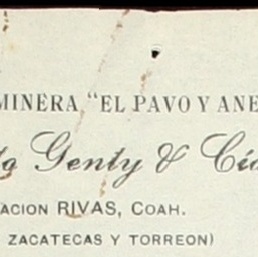 MINERA "EL PAVO Y ANE
Genty & Cía
ACION RIVAS, COAH.
ZACATECAS Y TORREON)